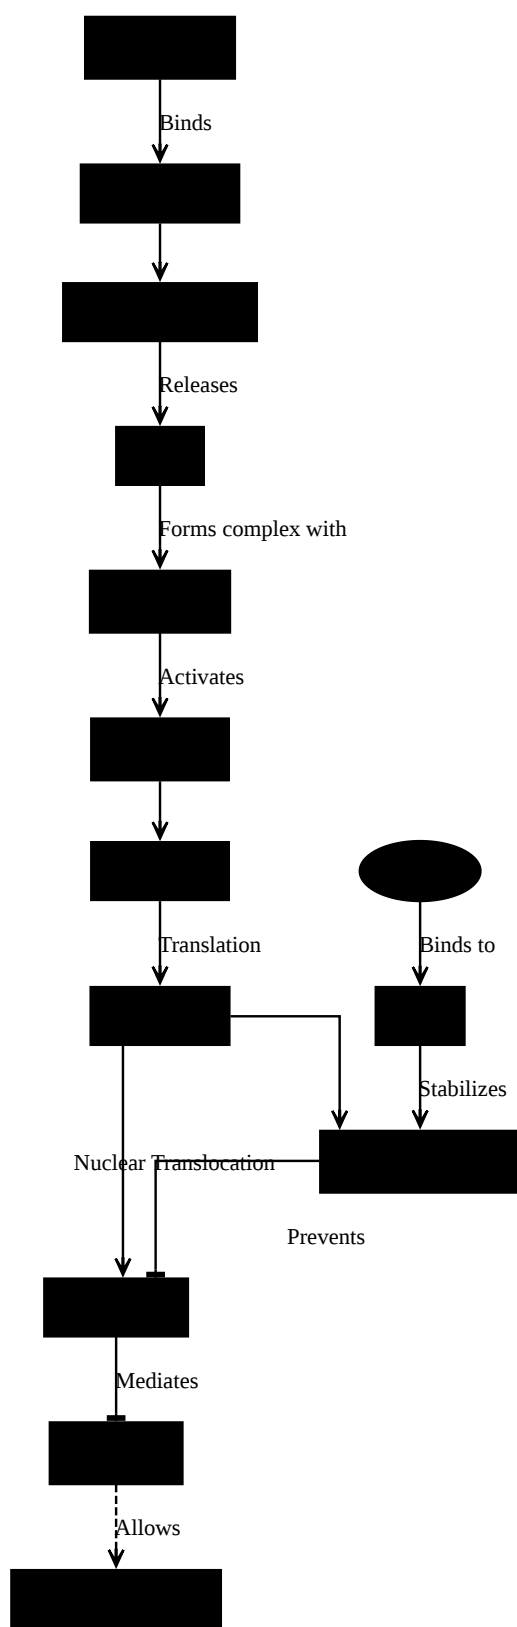 Binds
Releases
Forms complex with
Activates
Translation
Binds to
Stabilizes
Nuclear Translocation
Prevents
Mediates
Allows